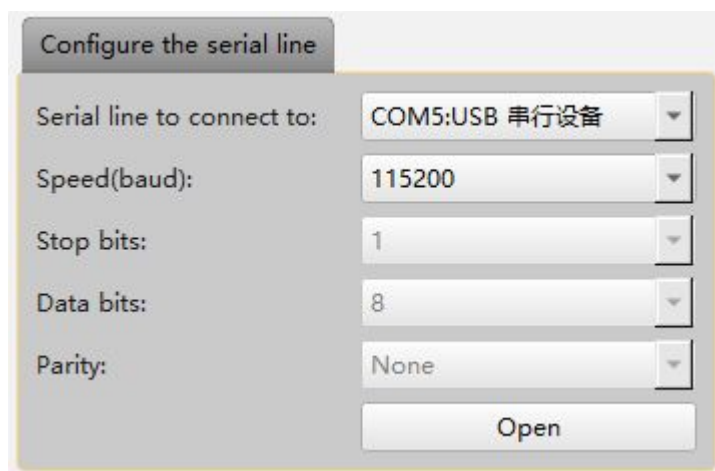 Configure the serial line
Serial line to connect to: COM5:USB 串行设备
Speed(baud): 115200
Stop bits: 1
Data bits: 8
Parity: None
Open